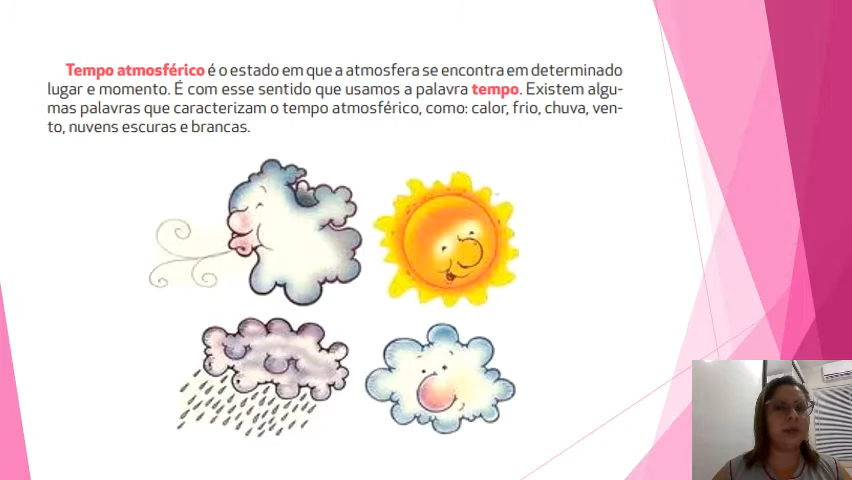 Tempo atmosférico é o estado em que a atmosfera se encontra em determinado
lugar e momento. É com esse sentido que usamos a palavra tempo. Existem algu-
mas palavras que caracterizam o tempo atmosférico, como: calor, frio, chuva, ven-
to, nuvens escuras e brancas.